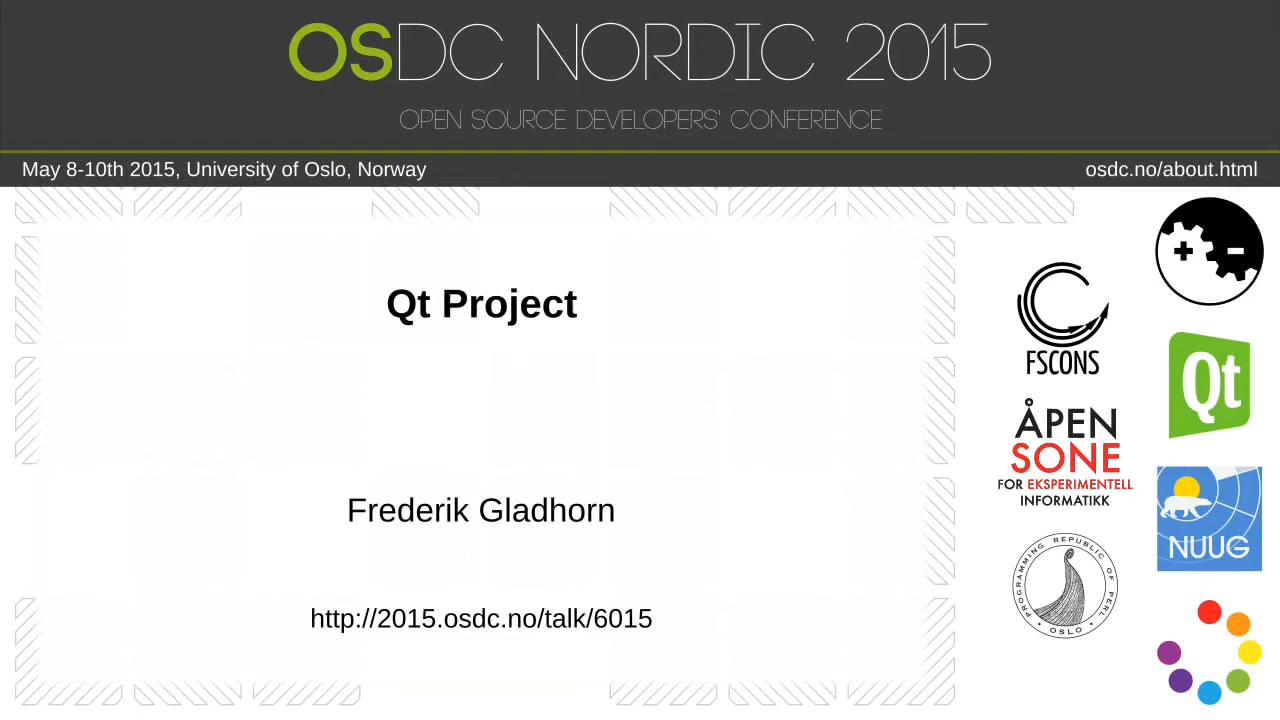 OSDC NORDIC 2015
OPEN SOURCE DEVELOPERS' CONFERENCE
May 8-10th 2015, University of Oslo, Norway
osdc.no/about.html
Qt Project
Frederik Gladhorn
http://2015.osdc.no/talk/6015
FSCONS
Qt
ÅPEN
SONE
FOR EKSPERIMENTELL
INFORMATIKK
NUUG
PROGRAMMING REPUBLIC OF PERL
• OSLO •